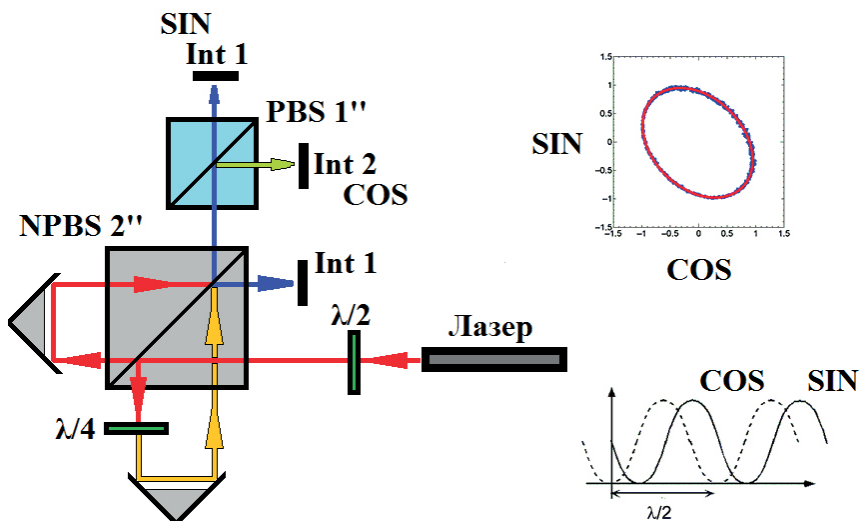 SIN
Int 1
PBS 1"
Int 2
COS
NPBS 2"
Int 1
λ/2
Лазер
λ/4
1.5
1
0.5
0
−0.5
−1
−1.5
−1.5
−1
−0.5
0
0.5
1
1.5
SIN
COS
COS
SIN
λ/2